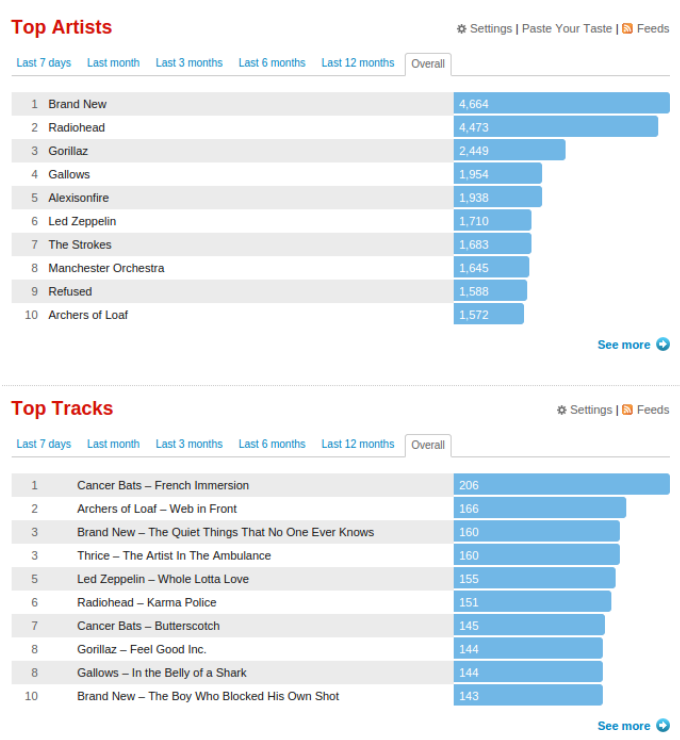 Top Artists
Settings | Paste Your Taste | Feeds
Last 7 days Last month Last 3 months Last 6 months Last 12 months Overall
1 Brand New 4,664
2 Radiohead 4,473
3 Gorillaz 2,449
4 Gallows 1,954
5 Alexisonfire 1,938
6 Led Zeppelin 1,710
7 The Strokes 1,683
8 Manchester Orchestra 1,645
9 Refused 1,588
10 Archers of Loaf 1,572
See more
Top Tracks
Settings | Feeds
Last 7 days Last month Last 3 months Last 6 months Last 12 months Overall
1 Cancer Bats – French Immersion 206
2 Archers of Loaf – Web in Front 166
3 Brand New – The Quiet Things That No One Ever Knows 160
3 Thrice – The Artist In The Ambulance 160
5 Led Zeppelin – Whole Lotta Love 155
6 Radiohead – Karma Police 151
7 Cancer Bats – Butterscotch 145
8 Gorillaz – Feel Good Inc. 144
8 Gallows – In the Belly of a Shark 144
10 Brand New – The Boy Who Blocked His Own Shot 143
See more